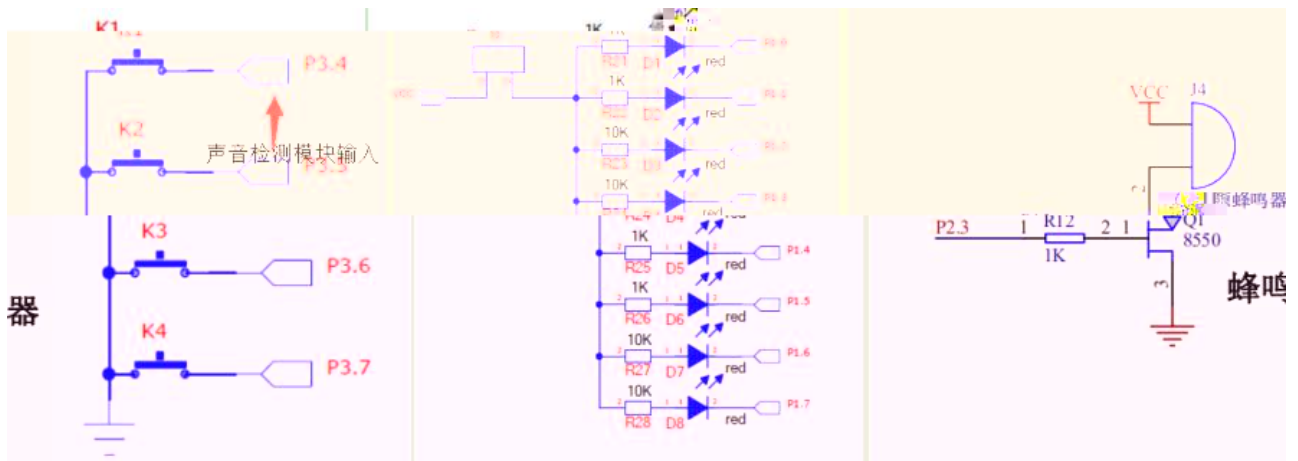 K1
P3.4
K2
声音检测模块输入
P3.5
K3
P3.6
K4
P3.7
器
1K
R21 D1 red
1K
R22 D2 red
10K
red
10K
R24 D4 red
1K
R25 D5 red P1.4
1K
R26 D6 red P1.5
10K
R27 D7 red P1.6
10K
R28 D8 red P1.7
VCC J4
2
蜂鸣器
P2.3 1 R12 2 1 Q1
1K 8550
3
蜂鸣